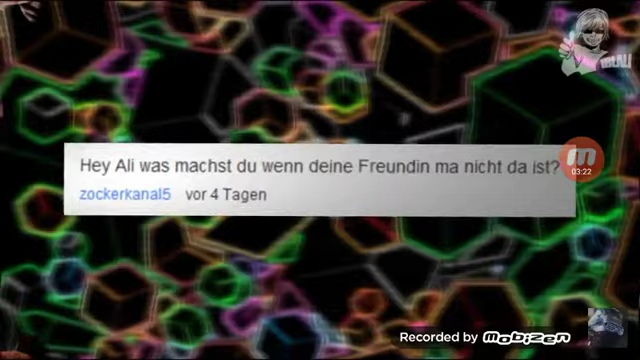 Hey Ali was machst du wenn deine Freundin ma nicht da ist?
zockerkanal5 vor 4 Tagen
03:22
Recorded by Mobizen